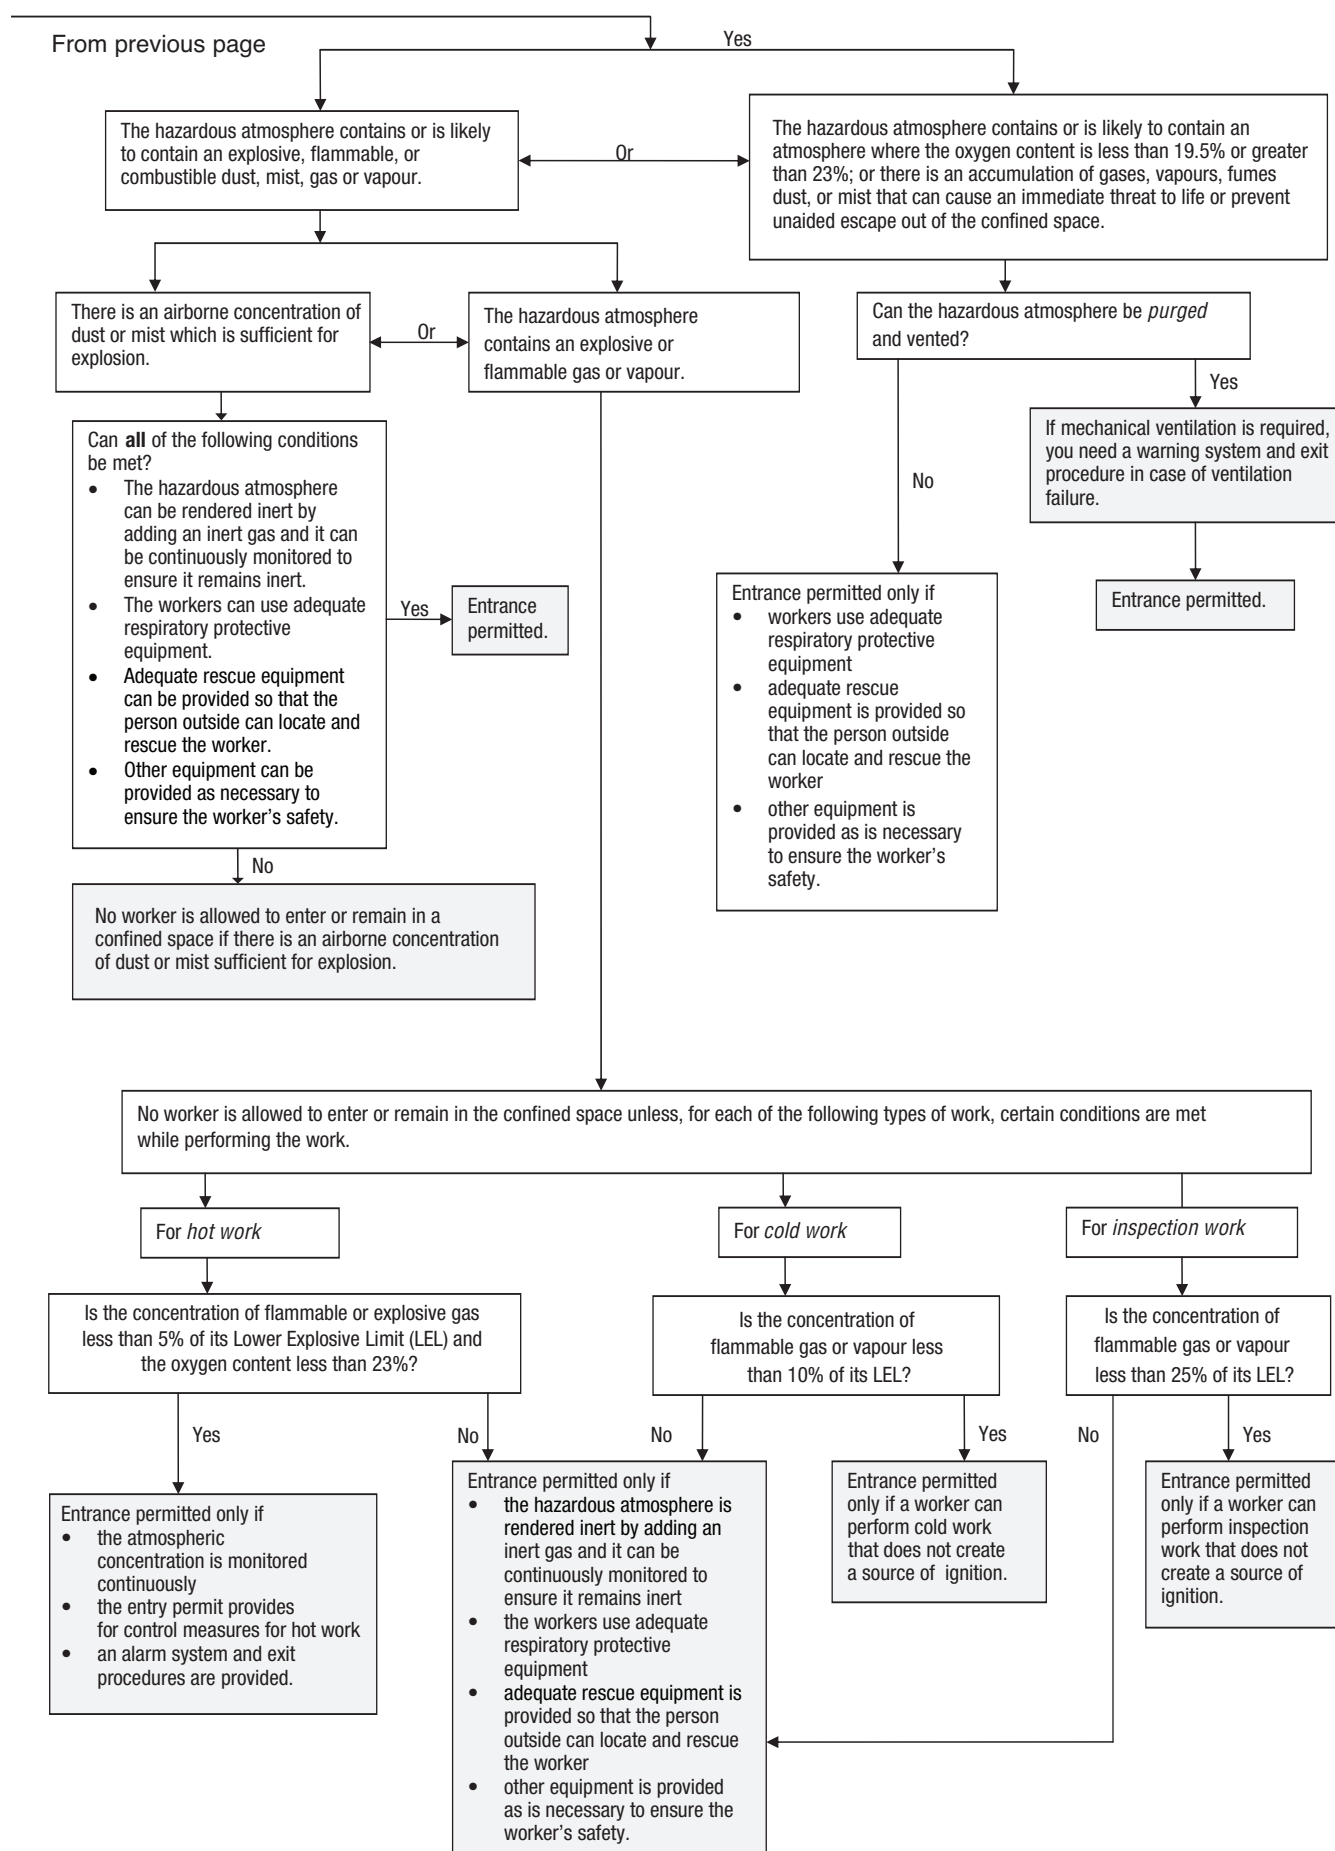 From previous page
Yes
The hazardous atmosphere contains or is likely
to contain an explosive, flammable, or
combustible dust, mist, gas or vapour.
Or
The hazardous atmosphere contains or is likely to contain an
atmosphere where the oxygen content is less than 19.5% or greater
than 23%; or there is an accumulation of gases, vapours, fumes
dust, or mist that can cause an immediate threat to life or prevent
unaided escape out of the confined space.
There is an airborne concentration of
dust or mist which is sufficient for
explosion.
Or
The hazardous atmosphere
contains an explosive or
flammable gas or vapour.
Can the hazardous atmosphere be purged
and vented?
Yes
If mechanical ventilation is required,
you need a warning system and exit
procedure in case of ventilation
failure.
Entrance permitted.
No
Entrance permitted only if
• workers use adequate
respiratory protective
equipment
• adequate rescue
equipment is provided so
that the person outside
can locate and rescue the
worker
• other equipment is
provided as is necessary
to ensure the worker's
safety.
Can all of the following conditions
be met?
• The hazardous atmosphere
can be rendered inert by
adding an inert gas and it can
be continuously monitored to
ensure it remains inert.
• The workers can use adequate
respiratory protective
equipment.
• Adequate rescue equipment
can be provided so that the
person outside can locate and
rescue the worker.
• Other equipment can be
provided as necessary to
ensure the worker's safety.
Yes
Entrance
permitted.
No
No worker is allowed to enter or remain in a
confined space if there is an airborne concentration
of dust or mist sufficient for explosion.
No worker is allowed to enter or remain in the confined space unless, for each of the following types of work, certain conditions are met
while performing the work.
For hot work
For cold work
For inspection work
Is the concentration of flammable or explosive gas
less than 5% of its Lower Explosive Limit (LEL) and
the oxygen content less than 23%?
Is the concentration of
flammable gas or vapour less
than 10% of its LEL?
Is the concentration of
flammable gas or vapour
less than 25% of its LEL?
Yes
No
No
Yes
No
Yes
Entrance permitted only if
• the atmospheric
concentration is monitored
continuously
• the entry permit provides
for control measures for hot work
• an alarm system and exit
procedures are provided.
Entrance permitted only if
• the hazardous atmosphere is
rendered inert by adding an
inert gas and it can be
continuously monitored to
ensure it remains inert
• the workers use adequate
respiratory protective
equipment
• adequate rescue equipment is
provided so that the person
outside can locate and rescue
the worker
• other equipment is provided
as is necessary to ensure the
worker's safety.
Entrance permitted
only if a worker can
perform cold work
that does not create
a source of ignition.
Entrance permitted
only if a worker can
perform inspection
work that does not
create a source of
ignition.